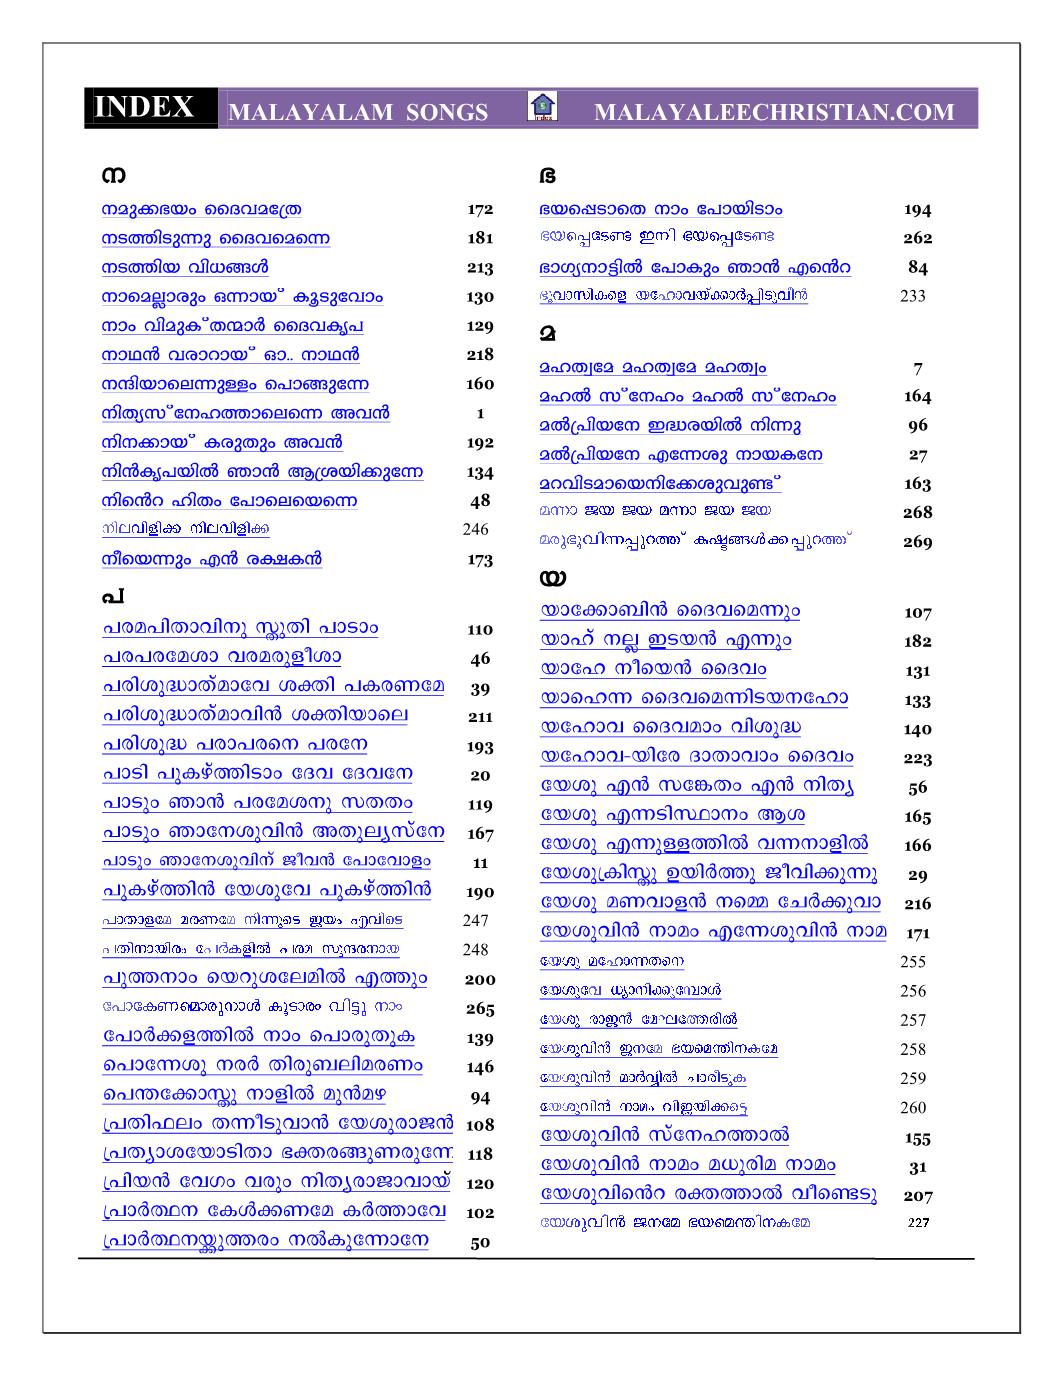 INDEX MALAYALAM SONGS MALAYALEECHRISTIAN.COM
ന
നമുക്കഭയം ദൈവമത്രേ 172
നടത്തിടുന്നു ദൈവമെന്നെ 181
നടത്തിയ വിധങ്ങൾ 213
നാമെല്ലാരും ഒന്നായ് കൂടുവോം 130
നാം വിമുക്തന്മാർ ദൈവകൃപ 129
നാഥൻ വരാറായ് ഓ.. നാഥൻ 218
നന്ദിയാലെന്നുള്ളം പൊങ്ങുന്നേ 160
നിത്യസ്നേഹത്താലെന്നെ അവൻ 1
നിനക്കായ് കരുതും അവൻ 192
നിൻകൃപയിൽ ഞാൻ ആശ്രയിക്കുന്നേ 134
നിന്റെ ഹിതം പോലെയെന്നെ 48
നിലവിളിക്ക നിലവിളിക്ക 246
നീയെന്നും എൻ രക്ഷകൻ 173
പ
പരമപിതാവിനു സ്തുതി പാടാം 110
പരപരമേശാ വരമരുളീശാ 46
പരിശുദ്ധാത്മാവേ ശക്തി പകരണമേ 39
പരിശുദ്ധാത്മാവിൻ ശക്തിയാലെ 211
പരിശുദ്ധ പരാപരനെ പരനേ 193
പാടി പുകഴ്ത്തിടാം ദേവ ദേവനേ 20
പാടും ഞാൻ പരമേശനു സതതം 119
പാടും ഞാനേശുവിൻ അതുല്യസ്നേ 167
പാടും ഞാനേശുവിന് ജീവൻ പോവോളം 11
പുകഴ്ത്തിൻ യേശുവേ പുകഴ്ത്തിൻ 190
പാതാളമേ മരണമേ നിന്നുടെ ജയം എവിടെ 247
പതിനായിരം പേർകളിൽ പരമ സുന്ദരനായ 248
പുത്തനാം യെറുശലേമിൽ എത്തും 200
പോകേണമൊരുനാൾ കൂടാരം വിട്ടു നാം 265
പോർക്കളത്തിൽ നാം പൊരുതുക 139
പൊന്നേശു നരർ തിരുബലിമരണം 146
പെന്തക്കോസ്തു നാളിൽ മുൻമഴ 94
പ്രതിഫലം തന്നീടുവാൻ യേശുരാജൻ 108
പ്രത്യാശയോടിതാ ഭക്തരങ്ങുണരുന്നേ 118
പ്രിയൻ വേഗം വരും നിത്യരാജാവായ് 120
പ്രാർത്ഥന കേൾക്കണമേ കർത്താവേ 102
പ്രാർത്ഥനയ്ക്കുത്തരം നൽകുന്നോനേ 50
ഭ
ഭയപ്പെടാതെ നാം പോയിടാം 194
ഭയപ്പെടേണ്ട ഇനി ഭയപ്പെടേണ്ട 262
ഭാഗ്യനാട്ടിൽ പോകും ഞാൻ എന്റെ 84
ഭൂവാസികളെ യഹോവയ്ക്കാർപ്പിടുവിൻ 233
മ
മഹത്വമേ മഹത്വമേ മഹത്വം 7
മഹൽ സ്നേഹം മഹൽ സ്നേഹം 164
മൽപ്രിയനേ ഇദ്ധരയിൽ നിന്നു 96
മൽപ്രിയനേ എന്നേശു നായകനേ 27
മറവിടമായെനിക്കേശുവുണ്ട് 163
മന്നാ ജയ ജയ മന്നാ ജയ ജയ 268
മരുഭൂവിന്നപ്പുറത്ത് കഷ്ടങ്ങൾക്കപ്പുറത്ത് 269
യ
യാക്കോബിൻ ദൈവമെന്നും 107
യാഹ് നല്ല ഇടയൻ എന്നും 182
യാഹേ നീയെൻ ദൈവം 131
യാഹെന്ന ദൈവമെന്നിടയനഹോ 133
യഹോവ ദൈവമാം വിശുദ്ധ 140
യഹോവ-യിരേ ദാതാവാം ദൈവം 223
യേശു എൻ സങ്കേതം എൻ നിത്യ 56
യേശു എന്നടിസ്ഥാനം ആശ 165
യേശു എന്നുള്ളത്തിൽ വന്നനാളിൽ 166
യേശുക്രിസ്തു ഉയിർത്തു ജീവിക്കുന്നു 29
യേശു മണവാളൻ നമ്മെ ചേർക്കുവാ 216
യേശുവിൻ നാമം എന്നേശുവിൻ നാമ 171
യേശു മഹോന്നതനെ 255
യേശുവേ ധ്യാനിക്കുമ്പോൾ 256
യേശു രാജൻ മേഘത്തേരിൽ 257
യേശുവിൻ ജനമേ ഭയമെന്തിനകമേ 258
യേശുവിൻ മാർവ്വിൽ ചാരീടുക 259
യേശുവിൻ നാമം വിജയിക്കട്ടെ 260
യേശുവിൻ സ്നേഹത്താൽ 155
യേശുവിൻ നാമം മധുരിമ നാമം 31
യേശുവിന്റെ രക്തത്താൽ വീണ്ടെടു 207
യേശുവിൻ ജനമേ ഭയമെന്തിനകമേ 227